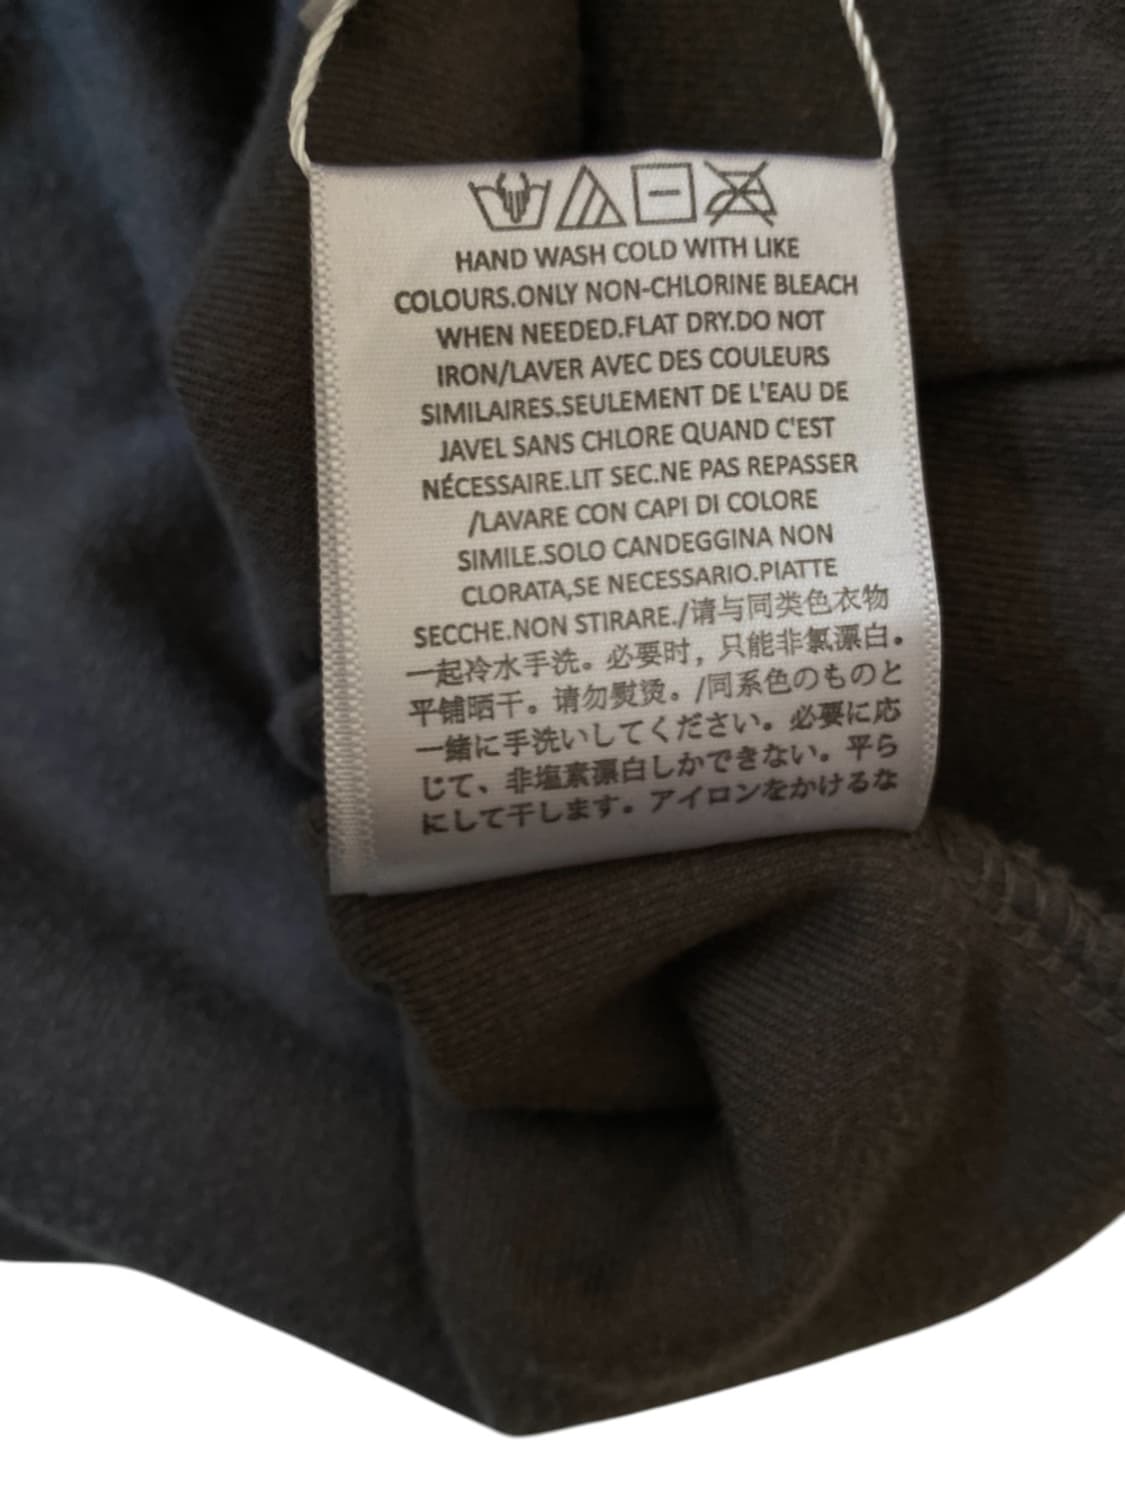 HAND WASH COLD WITH LIKE
COLOURS.ONLY NON-CHLORINE BLEACH
WHEN NEEDED.FLAT DRY.DO NOT
IRON/LAVER AVEC DES COULEURS
SIMILAIRES.SEULEMENT DE L'EAU DE
JAVEL SANS CHLORE QUAND C'EST
NÉCESSAIRE.LIT SEC.NE PAS REPASSER
/LAVARE CON CAPI DI COLORE
SIMILE.SOLO CANDEGGINA NON
CLORATA,SE NECESSARIO.PIATTE
SECCHE.NON STIRARE./请与同类色衣物
一起冷水手洗。必要时，只能非氯漂白。
平铺晒干。请勿熨烫。/同系色のものと
一緒に手洗いしてください。必要に応
じて、非塩素漂白しかできない。平ら
にして干します。アイロンをかけるな